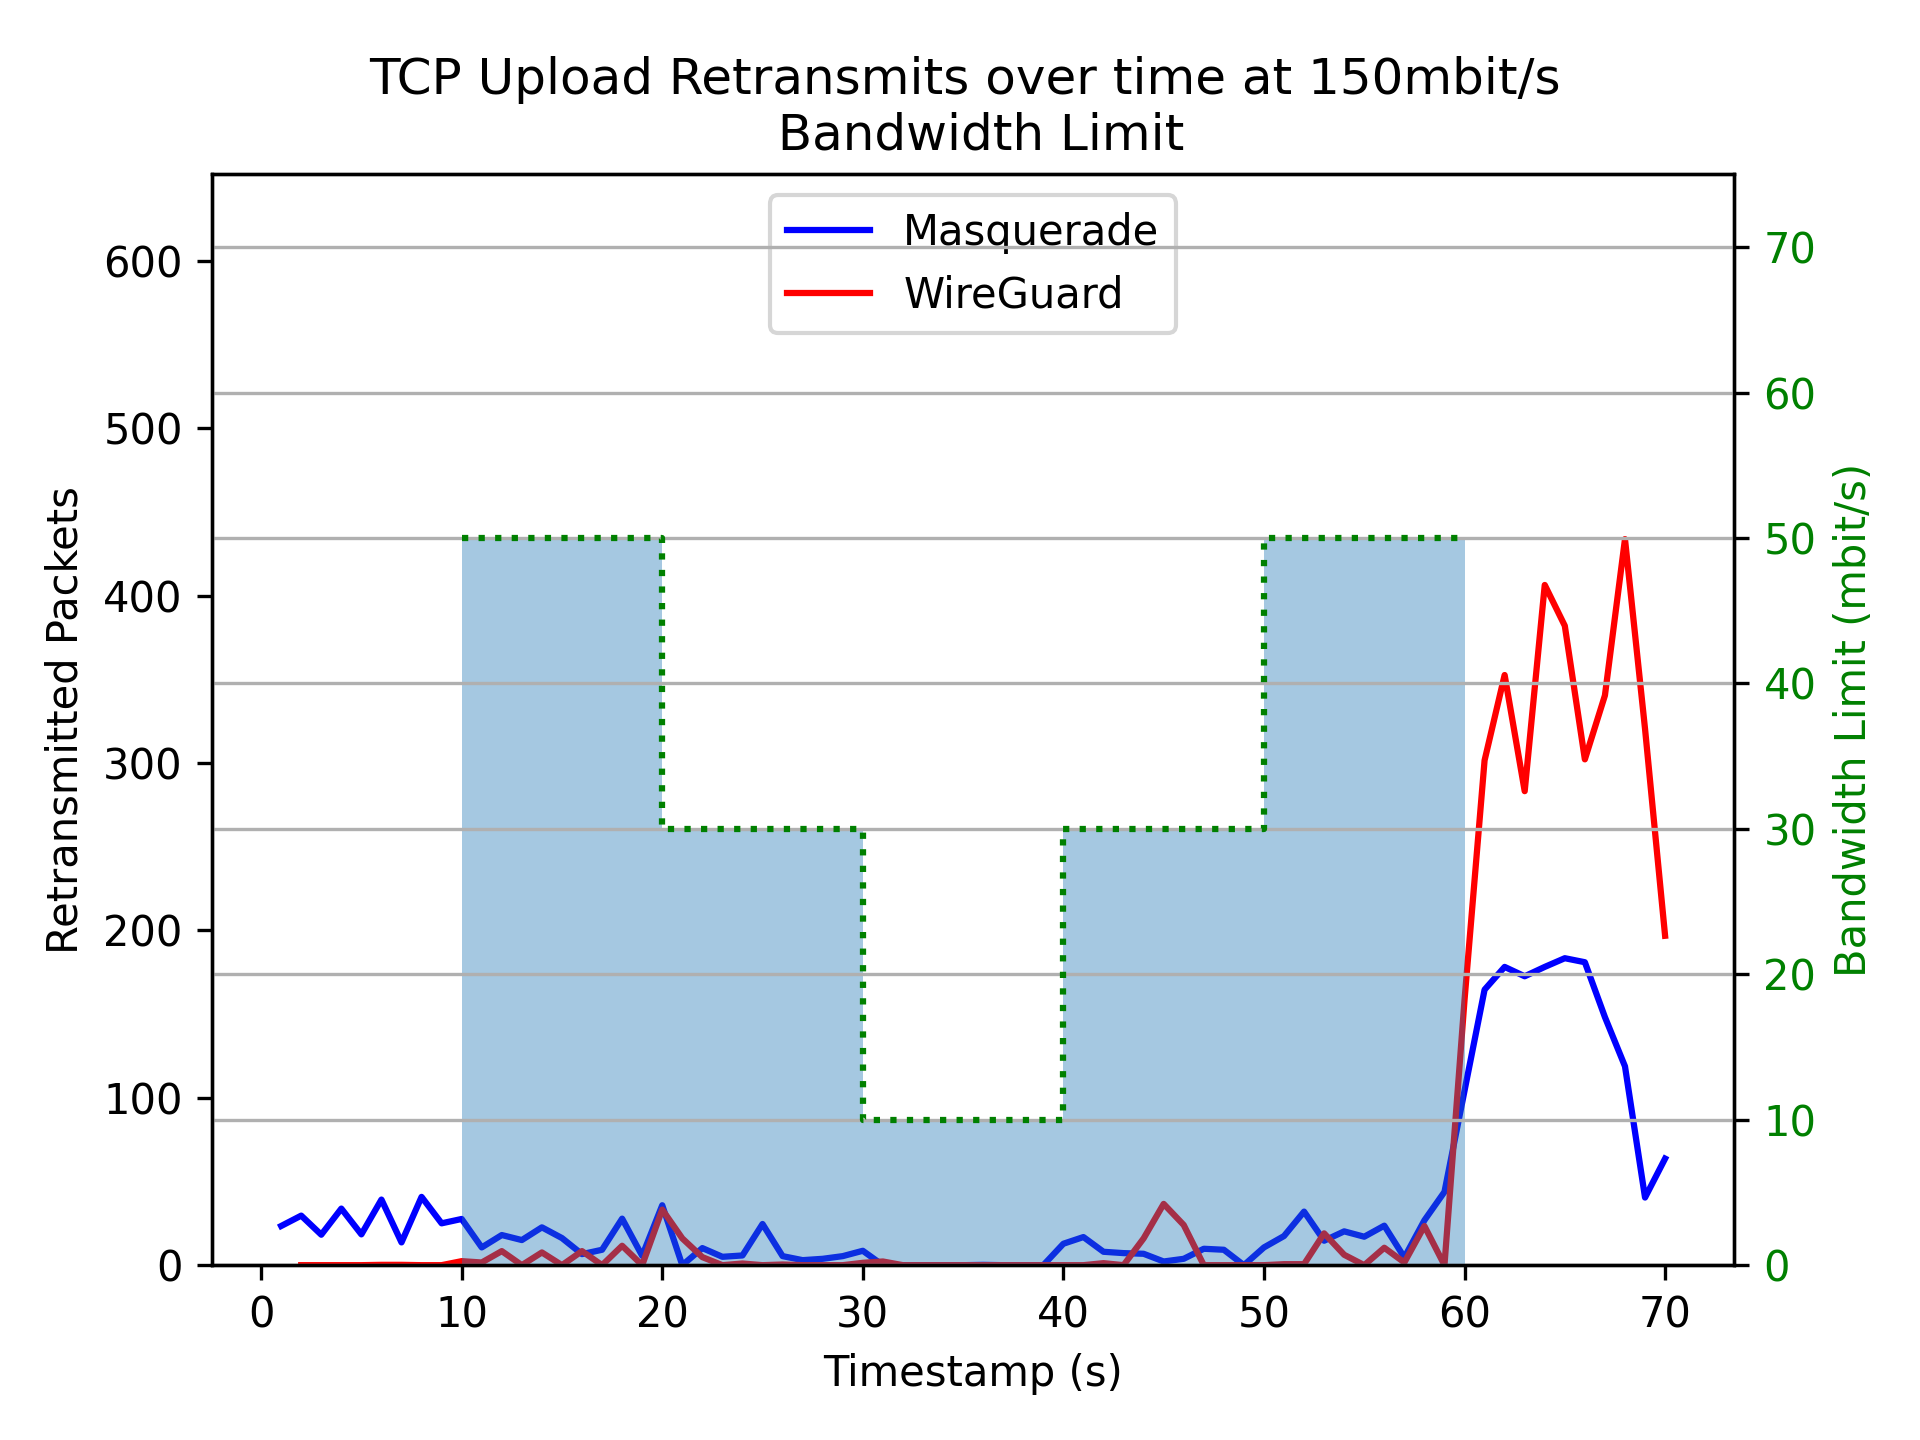 TCP Upload Retransmits over time at 150mbit/s
Bandwidth Limit
Masquerade
WireGuard
Retransmitted Packets
600
500
400
300
200
100
0
70
60
50
40
30
20
10
0
Bandwidth Limit (mbit/s)
0 10 20 30 40 50 60 70
Timestamp (s)